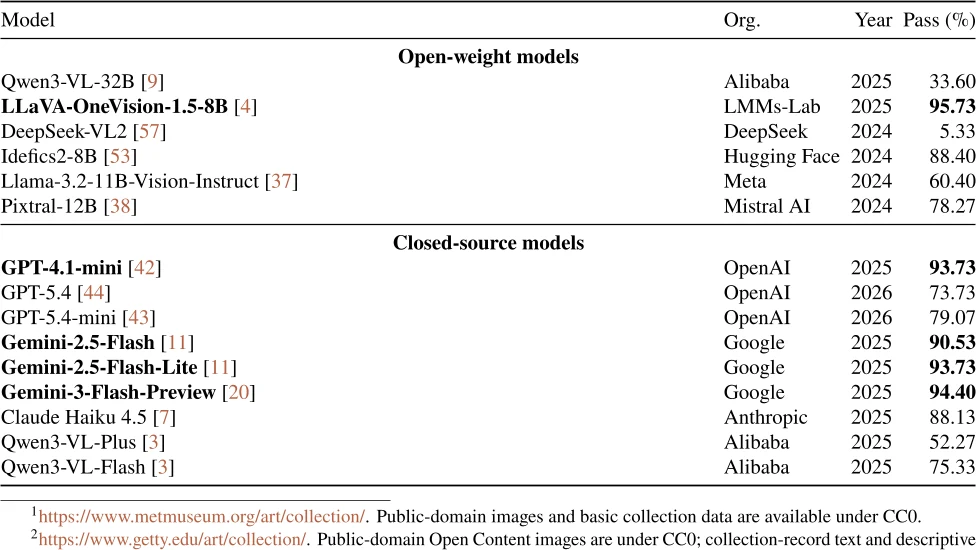 Model Org. Year Pass (%)
Open-weight models
Qwen3-VL-32B [9] Alibaba 2025 33.60
LLaVA-OneVision-1.5-8B [4] LMMs-Lab 2025 95.73
DeepSeek-VL2 [57] DeepSeek 2024 5.33
Idefics2-8B [53] Hugging Face 2024 88.40
Llama-3.2-11B-Vision-Instruct [37] Meta 2024 60.40
Pixtral-12B [38] Mistral AI 2024 78.27
Closed-source models
GPT-4.1-mini [42] OpenAI 2025 93.73
GPT-5.4 [44] OpenAI 2026 73.73
GPT-5.4-mini [43] OpenAI 2026 79.07
Gemini-2.5-Flash [11] Google 2025 90.53
Gemini-2.5-Flash-Lite [11] Google 2025 93.73
Gemini-3-Flash-Preview [20] Google 2025 94.40
Claude Haiku 4.5 [7] Anthropic 2025 88.13
Qwen3-VL-Plus [3] Alibaba 2025 52.27
Qwen3-VL-Flash [3] Alibaba 2025 75.33
1https://www.metmuseum.org/art/collection/. Public-domain images and basic collection data are available under CC0.
2https://www.getty.edu/art/collection/. Public-domain Open Content images are under CC0; collection-record text and descriptive